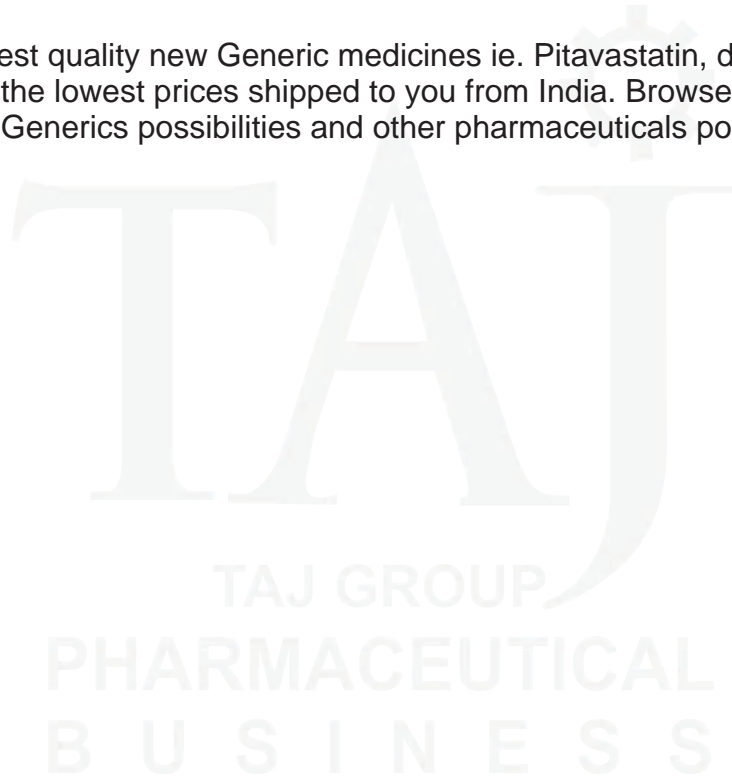 est quality new Generic medicines ie. Pitavastatin, d
the lowest prices shipped to you from India. Browse
Generics possibilities and other pharmaceuticals po
TAJ
TAJ GROUP
PHARMACEUTICAL
BUSINESS